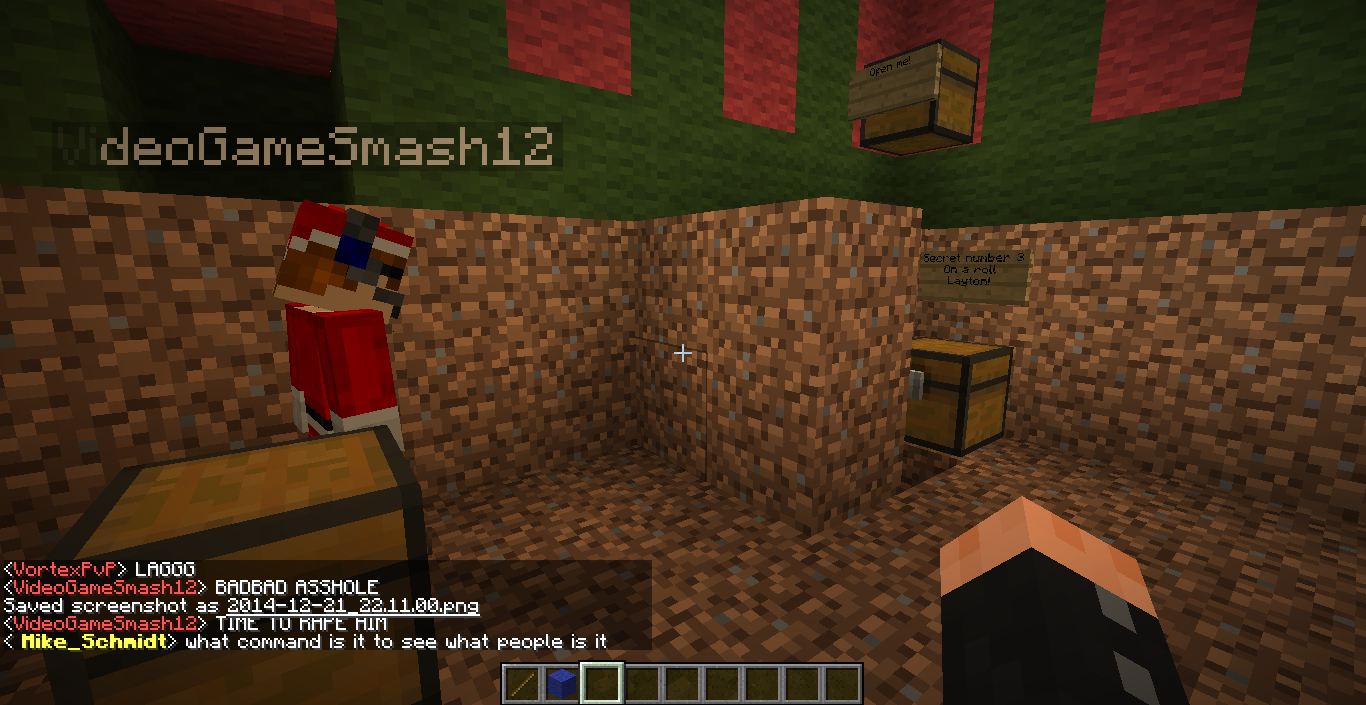 Open me!
VideoGameSmash12
Secret number 3
On a roll
Layton!
<VortexPvP> LAGGG
<VideoGameSmash12> BADBAD ASSHOLE
Saved screenshot as 2014-12-21_22.11.00.png
<VideoGameSmash12> TIME TO RAPE HIM
< Mike_Schmidt> what command is it to see what people is it